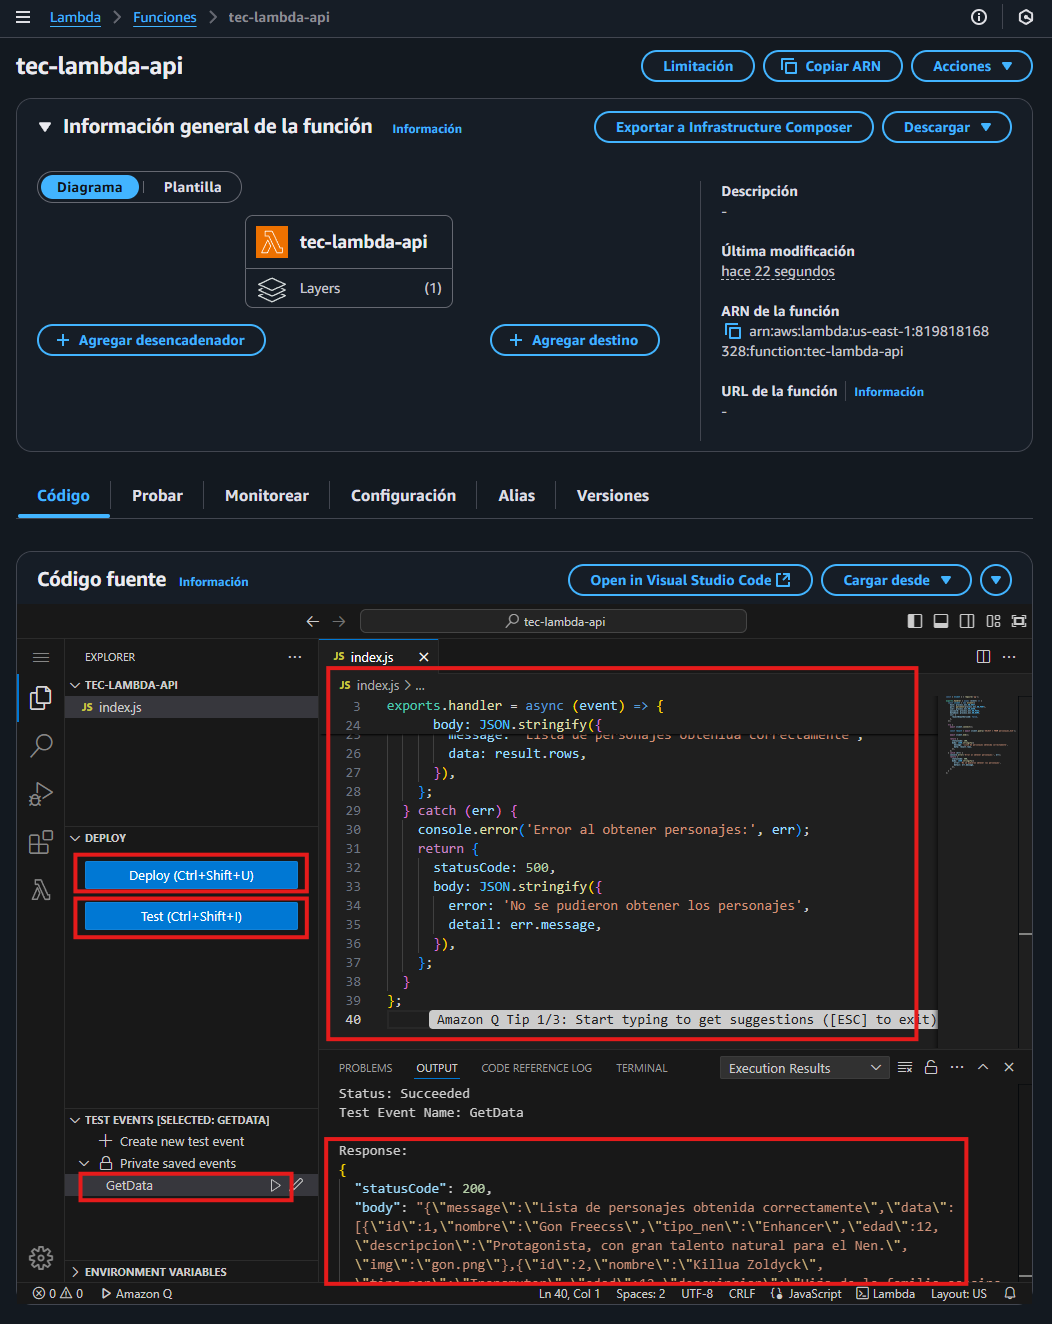 Lambda > Funciones > tec-lambda-api
tec-lambda-api
Limitación
Copiar ARN
Acciones
Información general de la función
Información
Exportar a Infrastructure Composer
Descargar
Diagrama
Plantilla
tec-lambda-api
Layers (1)
+ Agregar desencadenador
+ Agregar destino
Descripción
-
Última modificación
hace 22 segundos
ARN de la función
arn:aws:lambda:us-east-1:819818168
328:function:tec-lambda-api
URL de la función
Información
-
Código
Probar
Monitorear
Configuración
Alias
Versiones
Código fuente
Información
Open in Visual Studio Code
Cargar desde
tec-lambda-api
EXPLORER
TEC-LAMBDA-API
JS index.js
DEPLOY
Deploy (Ctrl+Shift+U)
Test (Ctrl+Shift+I)
TEST EVENTS [SELECTED: GETDATA]
+ Create new test event
Private saved events
GetData
ENVIRONMENT VARIABLES
JS index.js
JS index.js > ...
3 exports.handler = async (event) => {
24 body: JSON.stringify({
25 message: "Lista de personajes obtenida correctamente",
26 data: result.rows,
27 }),
28 };
29 } catch (err) {
30 console.error('Error al obtener personajes:', err);
31 return {
32 statusCode: 500,
33 body: JSON.stringify({
34 error: 'No se pudieron obtener los personajes',
35 detail: err.message,
36 }),
37 };
38 }
39 };
40 Amazon Q Tip 1/3: Start typing to get suggestions ([ESC] to exit)
PROBLEMS
OUTPUT
CODE REFERENCE LOG
TERMINAL
Execution Results
Status: Succeeded
Test Event Name: GetData
Response:
{
"statusCode": 200,
"body": "{\"message\":\"Lista de personajes obtenida correctamente\",\"data\":
[{\"id\":1,\"nombre\":\"Gon Freecss\",\"tipo_nen\":\"Enhancer\",\"edad\":12,
\"descripcion\":\"Protagonista, con gran talento natural para el Nen.\",
\"img\":\"gon.png\"},{\"id\":2,\"nombre\":\"Killua Zoldyck\",
0 0 Amazon Q
Ln 40, Col 1
Spaces: 2
UTF-8
CRLF
JavaScript
Lambda
Layout: US